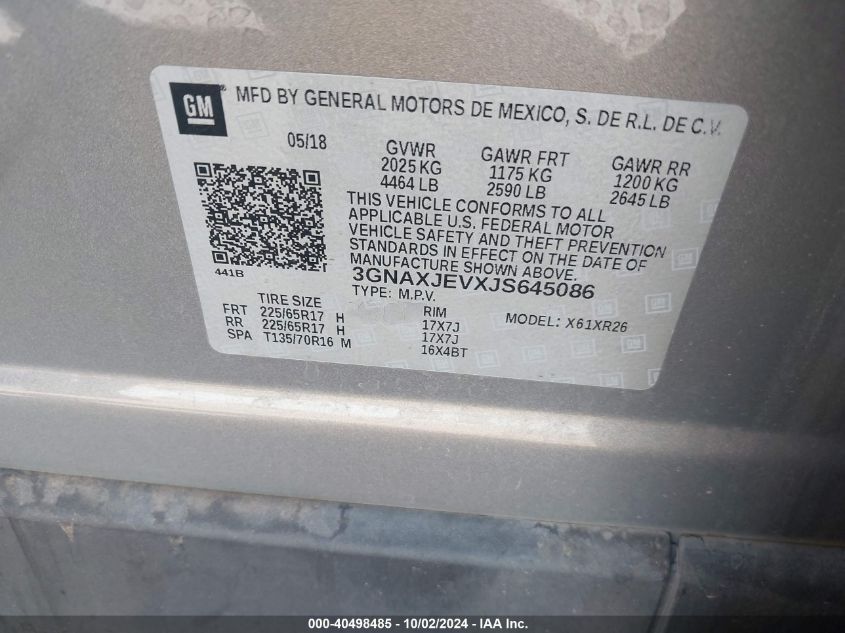 GM ® MFD BY GENERAL MOTORS DE MEXICO, S. DE R.L. DE C.V.
05/18 GVWR GAWR FRT GAWR RR
2025 KG 1175 KG 1200 KG
4464 LB 2590 LB 2645 LB
THIS VEHICLE CONFORMS TO ALL
APPLICABLE U.S. FEDERAL MOTOR
VEHICLE SAFETY AND THEFT PREVENTION
STANDARDS IN EFFECT ON THE DATE OF
MANUFACTURE SHOWN ABOVE.
441B
3GNAXJEVXJS645086
TYPE: M.P.V.
TIRE SIZE RIM MODEL: X61XR26
FRT 225/65R17 H 17X7J
RR 225/65R17 H 17X7J
SPA T135/70R16 M 16X4BT
000-40498485 - 10/02/2024 - IAA Inc.